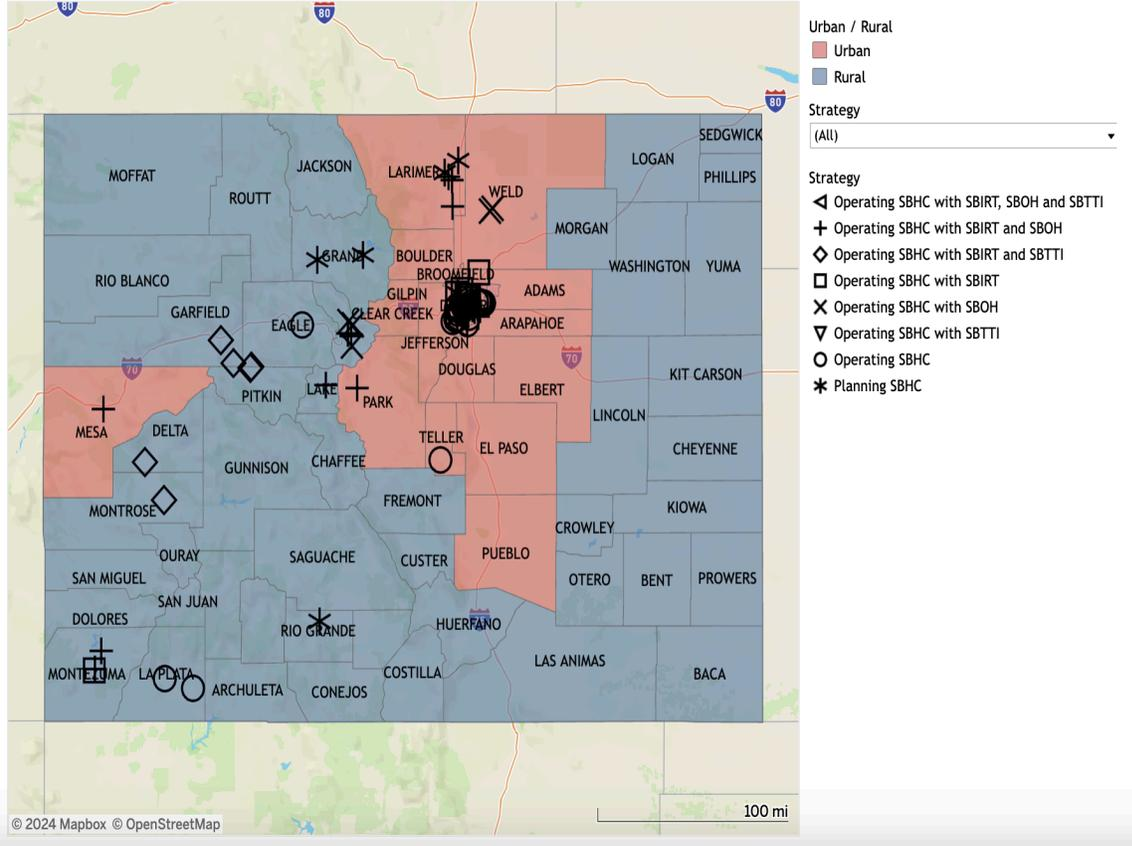 80
80
80
SEDGWICK
LOGAN
JACKSON
MOFFAT
LARIMER
PHILLIPS
ROUTT
WELD
MORGAN
GRAND
BOULDER
WASHINGTON
YUMA
BROOMFIELD
RIO BLANCO
GILPIN
ADAMS
GARFIELD
CLEAR CREEK
EAGLE
ARAPAHOE
JEFFERSON
70
70
DOUGLAS
KIT CARSON
LAKE
PITKIN
PARK
ELBERT
LINCOLN
MESA
DELTA
TELLER
EL PASO
CHEYENNE
GUNNISON
CHAFFEE
FREMONT
KIOWA
MONTROSE
CROWLEY
OURAY
SAGUACHE
CUSTER
PUEBLO
SAN MIGUEL
OTERO
BENT
PROWERS
SAN JUAN
DOLORES
RIO GRANDE
HUERFANO
LAS ANIMAS
MONTEZUMA
LA PLATA
COSTILLA
BACA
ARCHULETA
CONEJOS
100 mi
© 2024 Mapbox © OpenStreetMap
Urban / Rural
Urban
Rural
Strategy
(All)
Strategy
Operating SBHC with SBIRT, SBOH and SBTTI
Operating SBHC with SBIRT and SBOH
Operating SBHC with SBIRT and SBTTI
Operating SBHC with SBIRT
Operating SBHC with SBOH
Operating SBHC with SBTTI
Operating SBHC
Planning SBHC